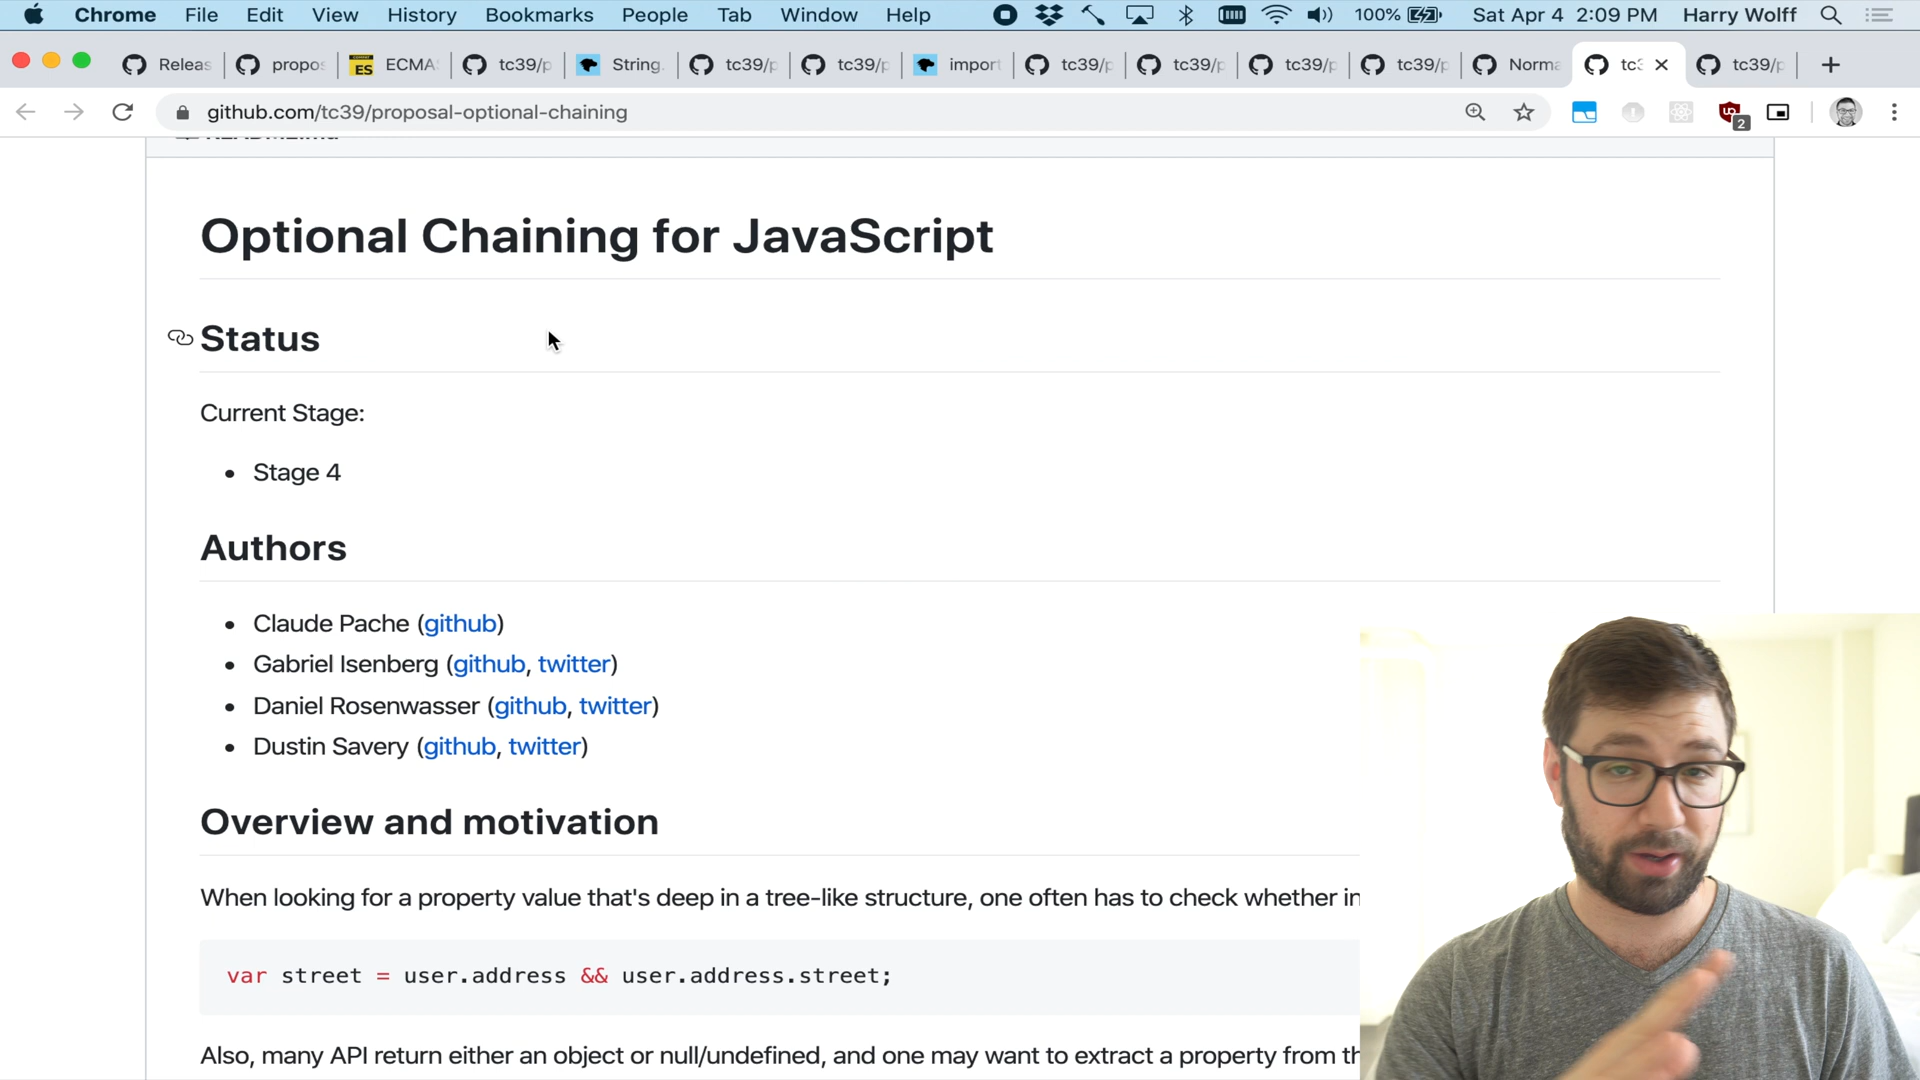 Chrome File Edit View History Bookmarks People Tab Window Help 100% Sat Apr 4 2:09 PM Harry Wolff
Releas propos ECMA tc39/p String. tc39/p tc39/p import tc39/p tc39/p tc39/p tc39/p Norma tc3 tc39/p
github.com/tc39/proposal-optional-chaining 2
Optional Chaining for JavaScript
Status
Current Stage:
• Stage 4
Authors
• Claude Pache (github)
• Gabriel Isenberg (github, twitter)
• Daniel Rosenwasser (github, twitter)
• Dustin Savery (github, twitter)
Overview and motivation
When looking for a property value that's deep in a tree-like structure, one often has to check whether in
var street = user.address && user.address.street;
Also, many API return either an object or null/undefined, and one may want to extract a property from th